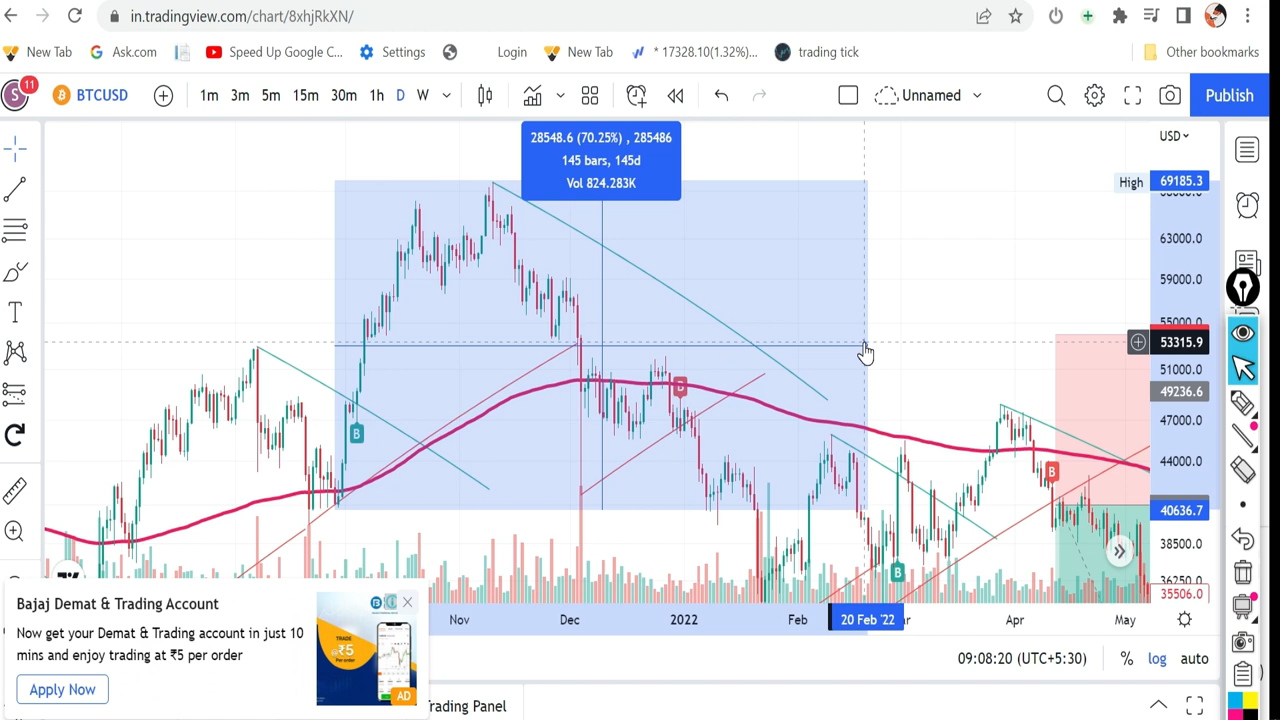 in.tradingview.com/chart/8xhjRkXN/
New Tab Ask.com Speed Up Google C... Settings Login New Tab * 17328.10(1.32%)... trading tick Other bookmarks
S 11 BTCUSD 1m 3m 5m 15m 30m 1h D W Unnamed Publish
28548.6 (70.25%) , 285486
145 bars, 145d
Vol 824.283K
USD
High 69185.3
63000.0
59000.0
55000.0
53315.9
51000.0
49236.6
47000.0
44000.0
40636.7
38500.0
36250.0
35506.0
B
B
B
B
T
Nov Dec 2022 Feb 20 Feb '22 Apr May
Bajaj Demat & Trading Account
Now get your Demat & Trading account in just 10
mins and enjoy trading at ₹5 per order
Apply Now
TRADE
₹5
Per order
AD
09:08:20 (UTC+5:30) % log auto
Trading Panel